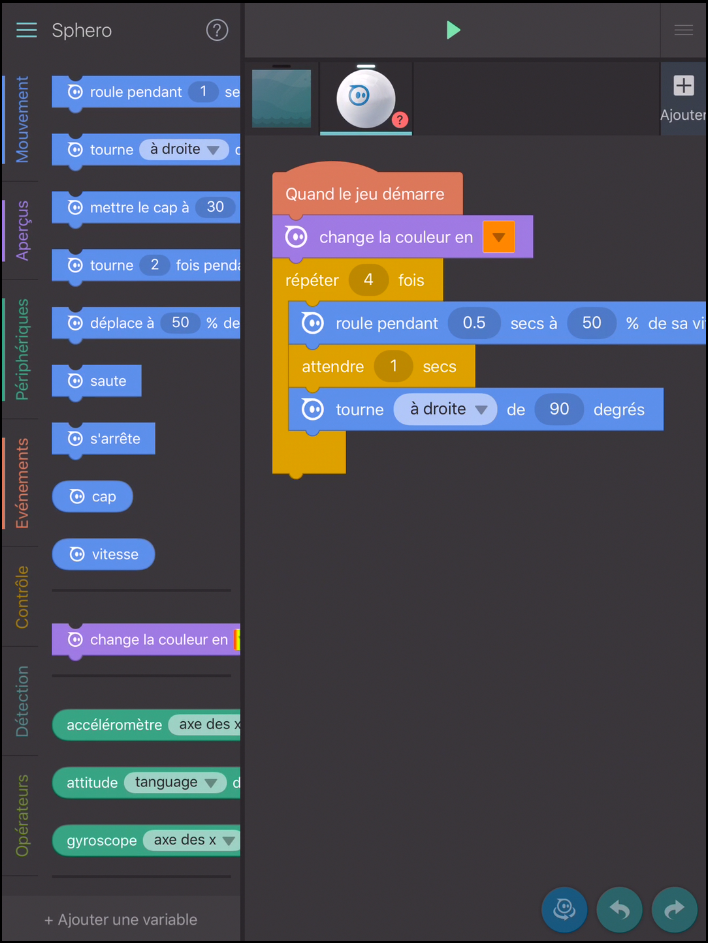 Sphero
?
Mouvement
Aperçus
Périphériques
Evénements
Contrôle
Détection
Opérateurs
roule pendant 1 se
tourne à droite
mettre le cap à 30
tourne 2 fois penda
déplace à 50 % de
saute
s'arrête
cap
vitesse
change la couleur en
accéléromètre axe des x
attitude tanguage d
gyroscope axe des x
+ Ajouter une variable
?
Ajouter
Quand le jeu démarre
change la couleur en
répéter 4 fois
roule pendant 0.5 secs à 50 % de sa vi
attendre 1 secs
tourne à droite de 90 degrés